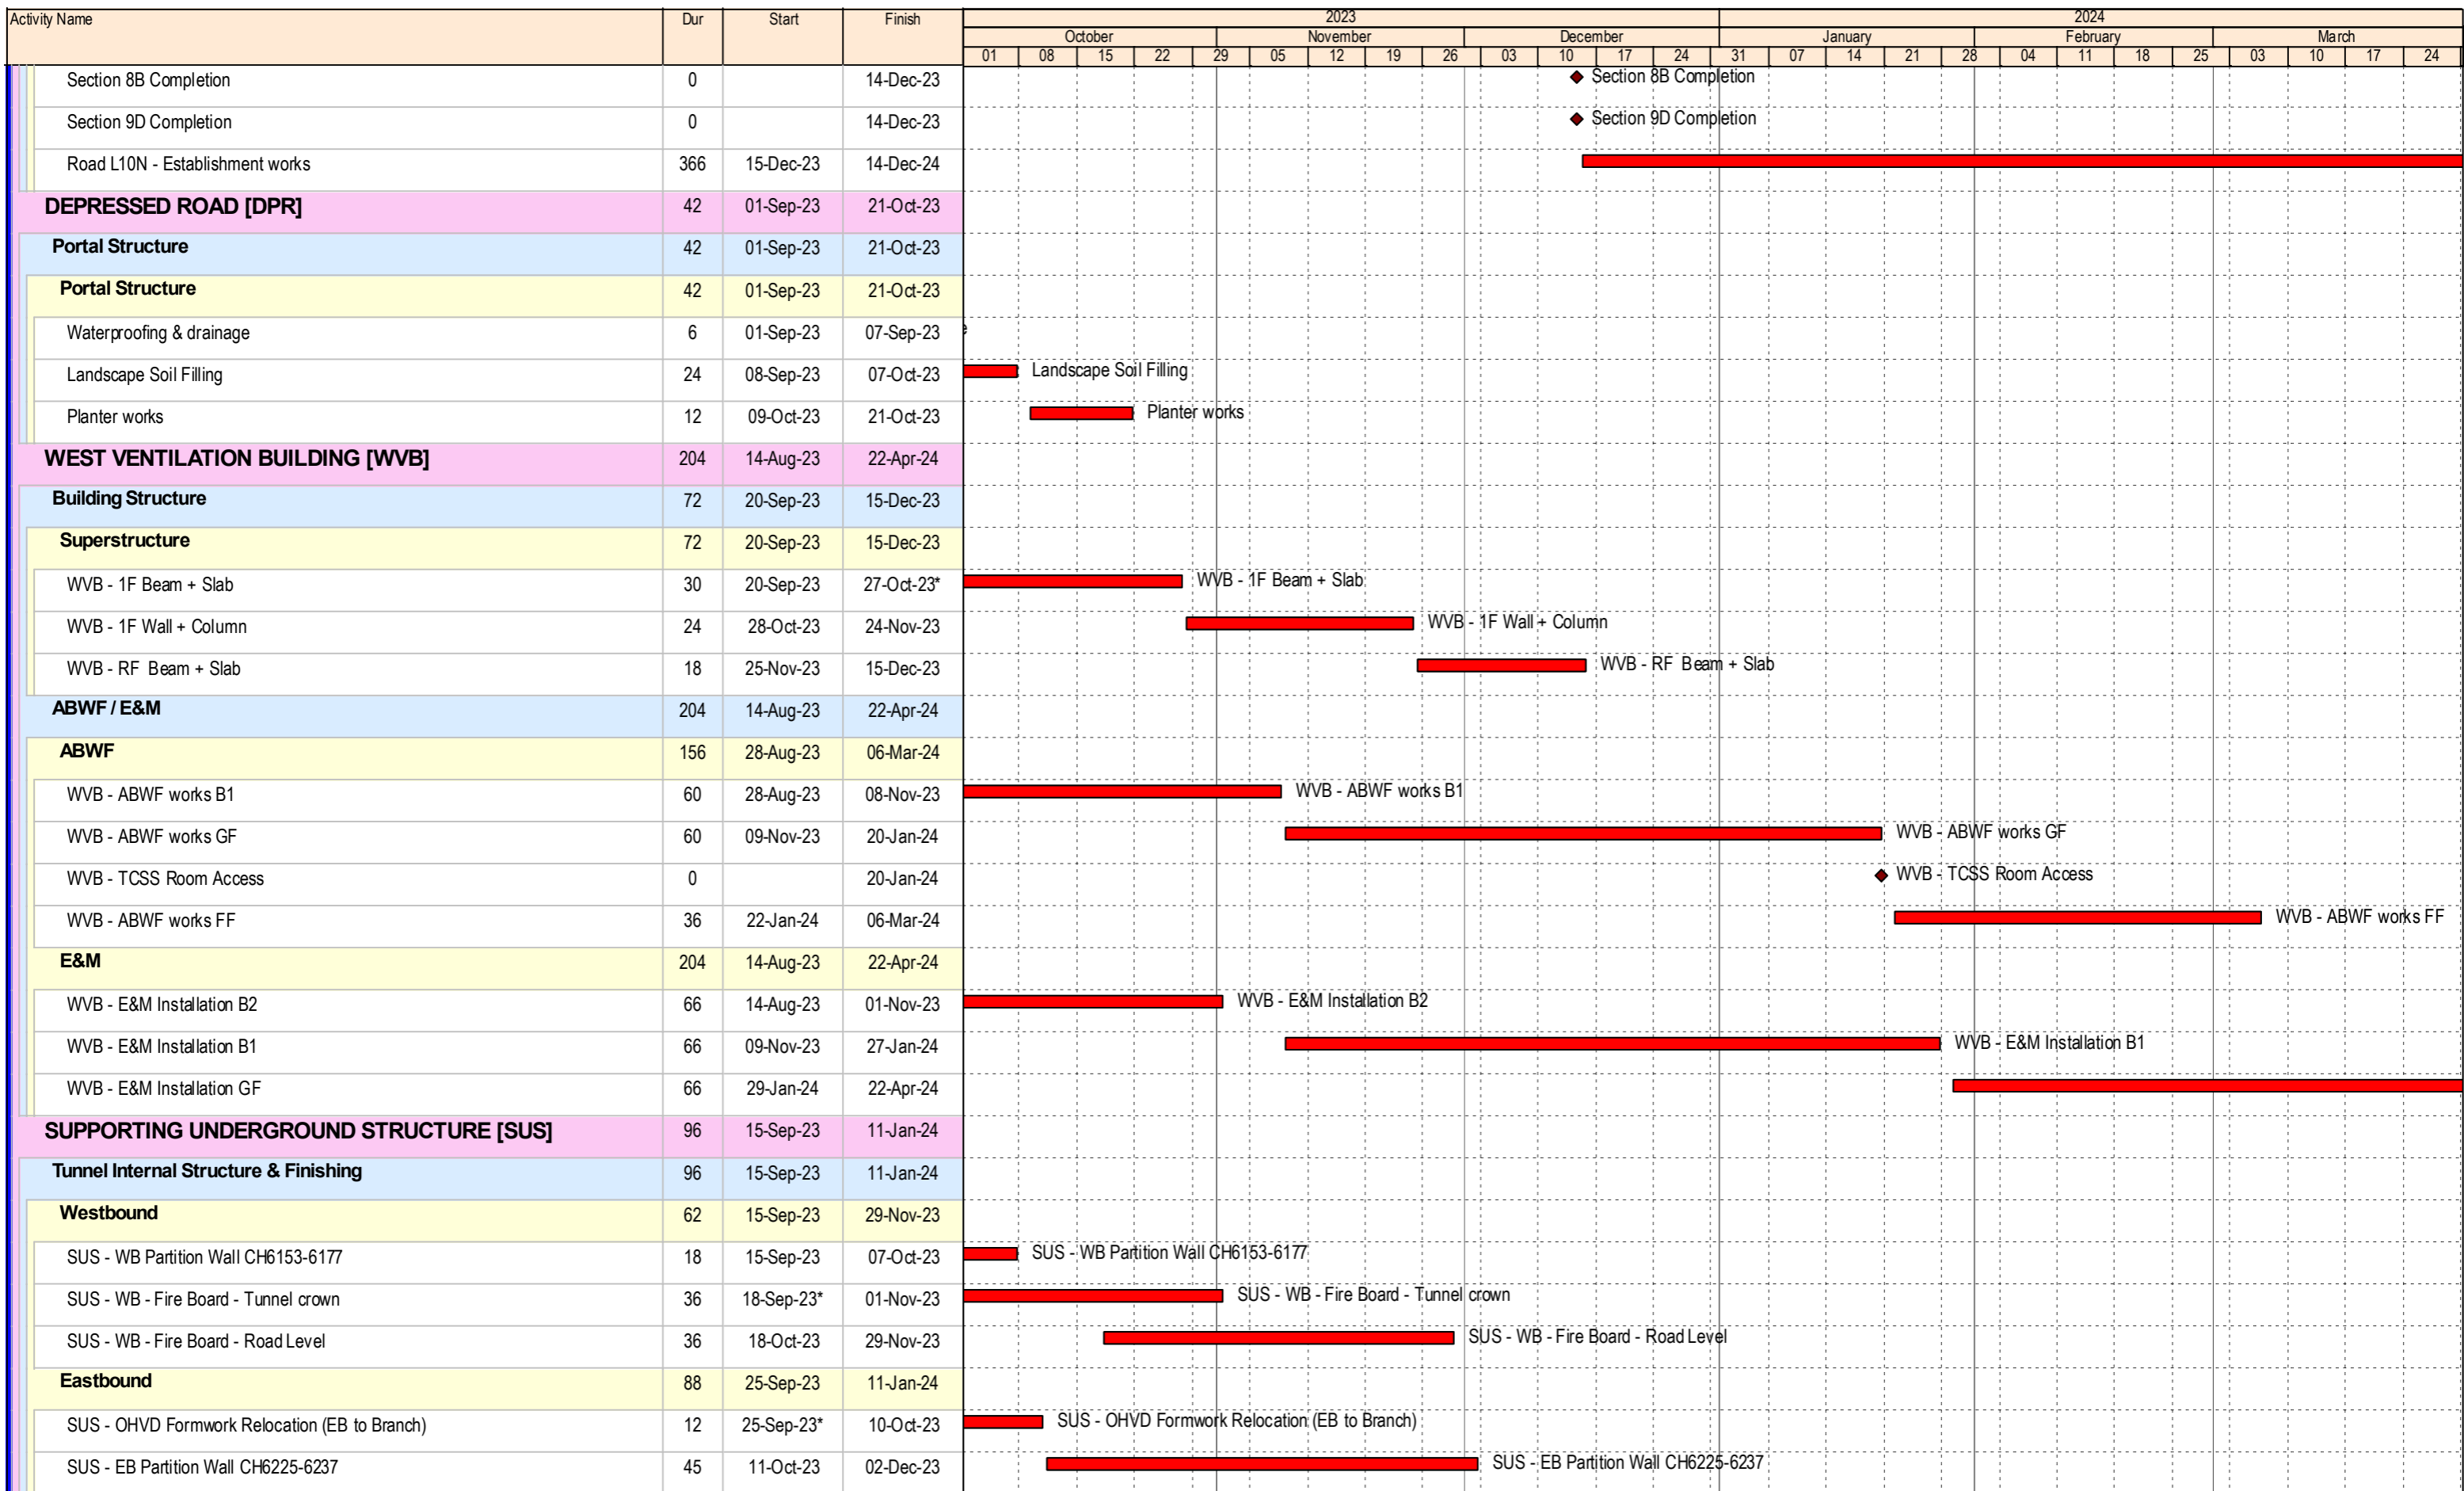 Activity Name Dur Start Finish 2023 2024
October November December January February March
01 08 15 22 29 05 12 19 26 03 10 17 24 31 07 14 21 28 04 11 18 25 03 10 17 24
Section 8B Completion 0 14-Dec-23 Section 8B Completion
Section 9D Completion 0 14-Dec-23 Section 9D Completion
Road L10N - Establishment works 366 15-Dec-23 14-Dec-24
DEPRESSED ROAD [DPR] 42 01-Sep-23 21-Oct-23
Portal Structure 42 01-Sep-23 21-Oct-23
Portal Structure 42 01-Sep-23 21-Oct-23
Waterproofing & drainage 6 01-Sep-23 07-Sep-23
Landscape Soil Filling 24 08-Sep-23 07-Oct-23 Landscape Soil Filling
Planter works 12 09-Oct-23 21-Oct-23 Planter works
WEST VENTILATION BUILDING [WVB] 204 14-Aug-23 22-Apr-24
Building Structure 72 20-Sep-23 15-Dec-23
Superstructure 72 20-Sep-23 15-Dec-23
WVB - 1F Beam + Slab 30 20-Sep-23 27-Oct-23* WVB - 1F Beam + Slab
WVB - 1F Wall + Column 24 28-Oct-23 24-Nov-23 WVB - 1F Wall + Column
WVB - RF Beam + Slab 18 25-Nov-23 15-Dec-23 WVB - RF Beam + Slab
ABWF / E&M 204 14-Aug-23 22-Apr-24
ABWF 156 28-Aug-23 06-Mar-24
WVB - ABWF works B1 60 28-Aug-23 08-Nov-23 WVB - ABWF works B1
WVB - ABWF works GF 60 09-Nov-23 20-Jan-24 WVB - ABWF works GF
WVB - TCSS Room Access 0 20-Jan-24 WVB - TCSS Room Access
WVB - ABWF works FF 36 22-Jan-24 06-Mar-24 WVB - ABWF works FF
E&M 204 14-Aug-23 22-Apr-24
WVB - E&M Installation B2 66 14-Aug-23 01-Nov-23 WVB - E&M Installation B2
WVB - E&M Installation B1 66 09-Nov-23 27-Jan-24 WVB - E&M Installation B1
WVB - E&M Installation GF 66 29-Jan-24 22-Apr-24
SUPPORTING UNDERGROUND STRUCTURE [SUS] 96 15-Sep-23 11-Jan-24
Tunnel Internal Structure & Finishing 96 15-Sep-23 11-Jan-24
Westbound 62 15-Sep-23 29-Nov-23
SUS - WB Partition Wall CH6153-6177 18 15-Sep-23 07-Oct-23 SUS - WB Partition Wall CH6153-6177
SUS - WB - Fire Board - Tunnel crown 36 18-Sep-23* 01-Nov-23 SUS - WB - Fire Board - Tunnel crown
SUS - WB - Fire Board - Road Level 36 18-Oct-23 29-Nov-23 SUS - WB - Fire Board - Road Level
Eastbound 88 25-Sep-23 11-Jan-24
SUS - OHVD Formwork Relocation (EB to Branch) 12 25-Sep-23* 10-Oct-23 SUS - OHVD Formwork Relocation (EB to Branch)
SUS - EB Partition Wall CH6225-6237 45 11-Oct-23 02-Dec-23 SUS - EB Partition Wall CH6225-6237